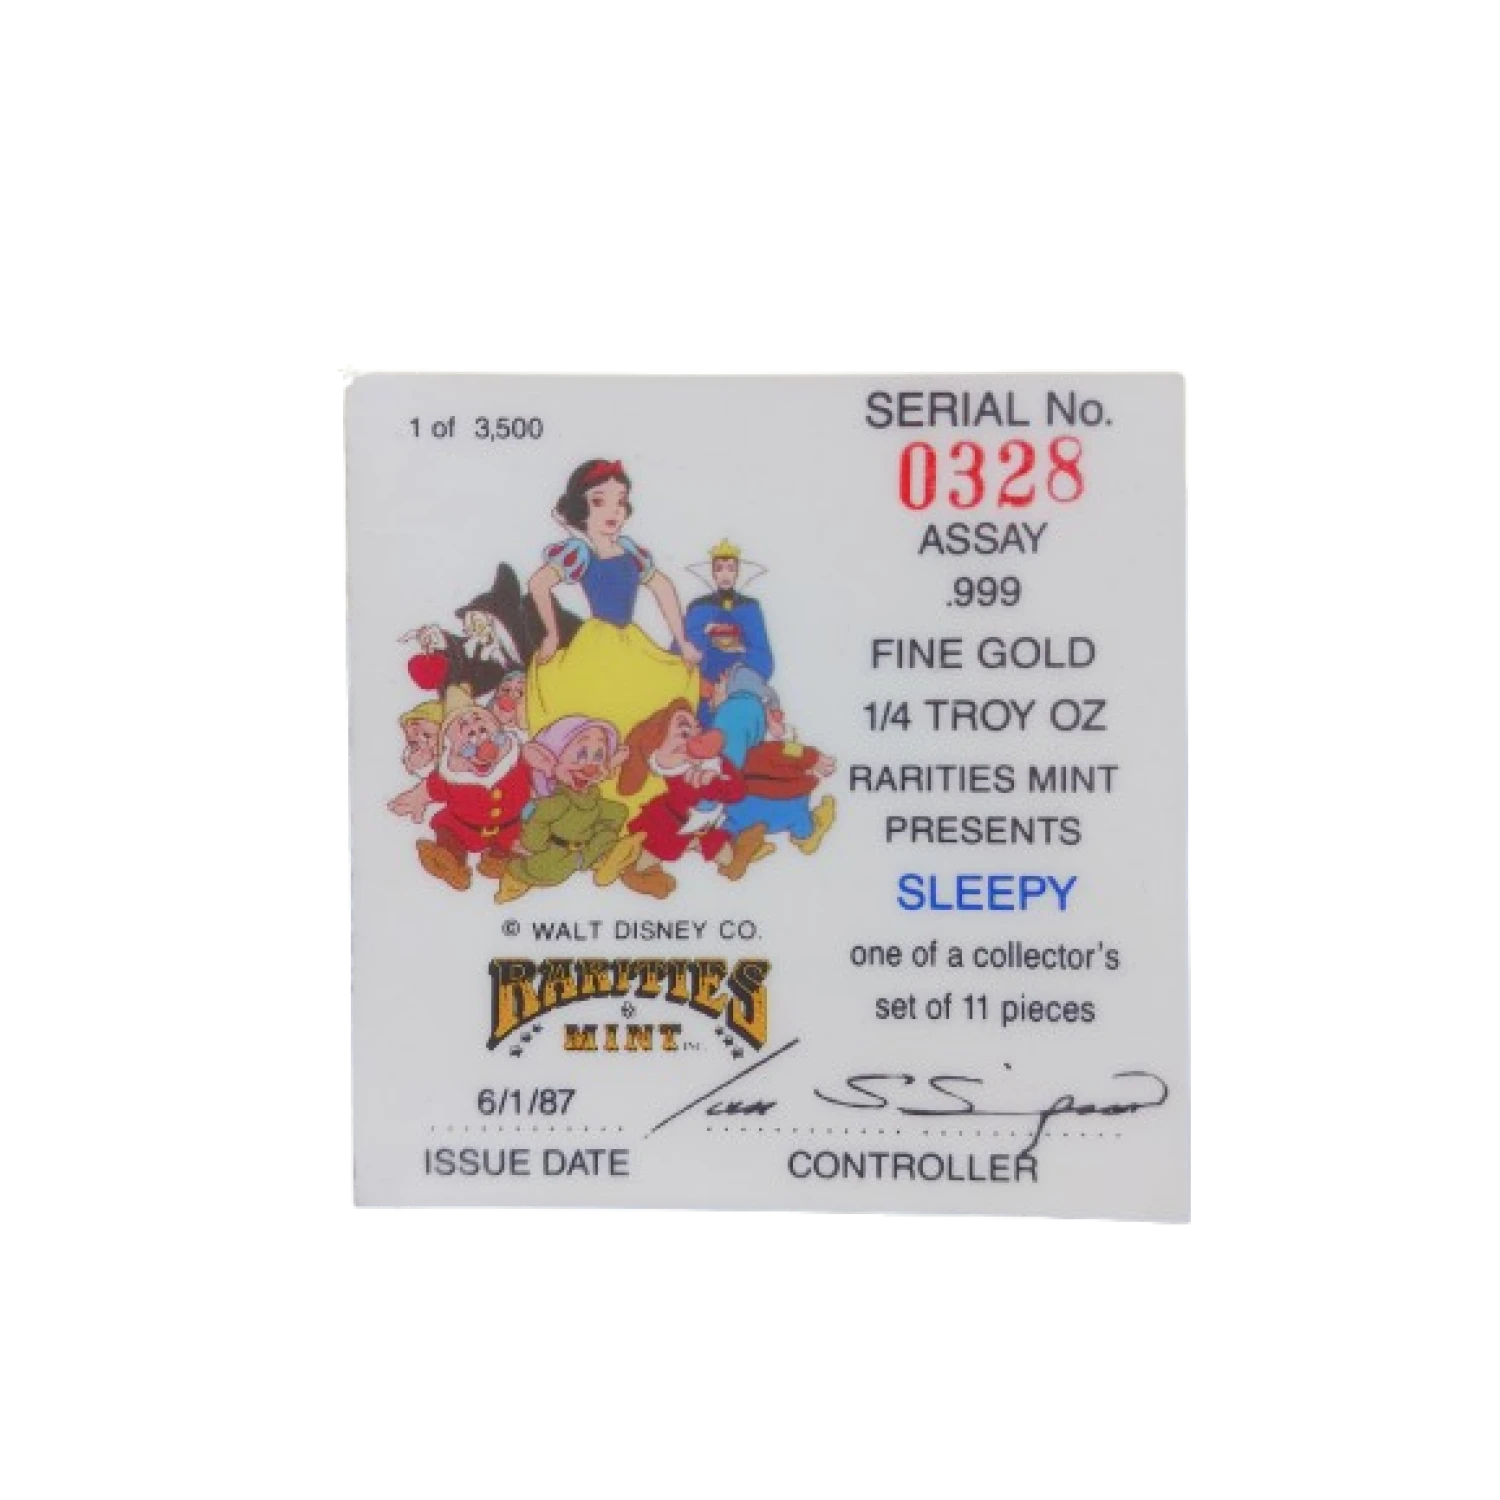 1 of 3,500
SERIAL No.
0328
ASSAY
.999
FINE GOLD
1/4 TROY OZ
RARITIES MINT
PRESENTS
SLEEPY
one of a collector's
set of 11 pieces
© WALT DISNEY CO.
RARITIES
MINT INC.
6/1/87
ISSUE DATE
CONTROLLER